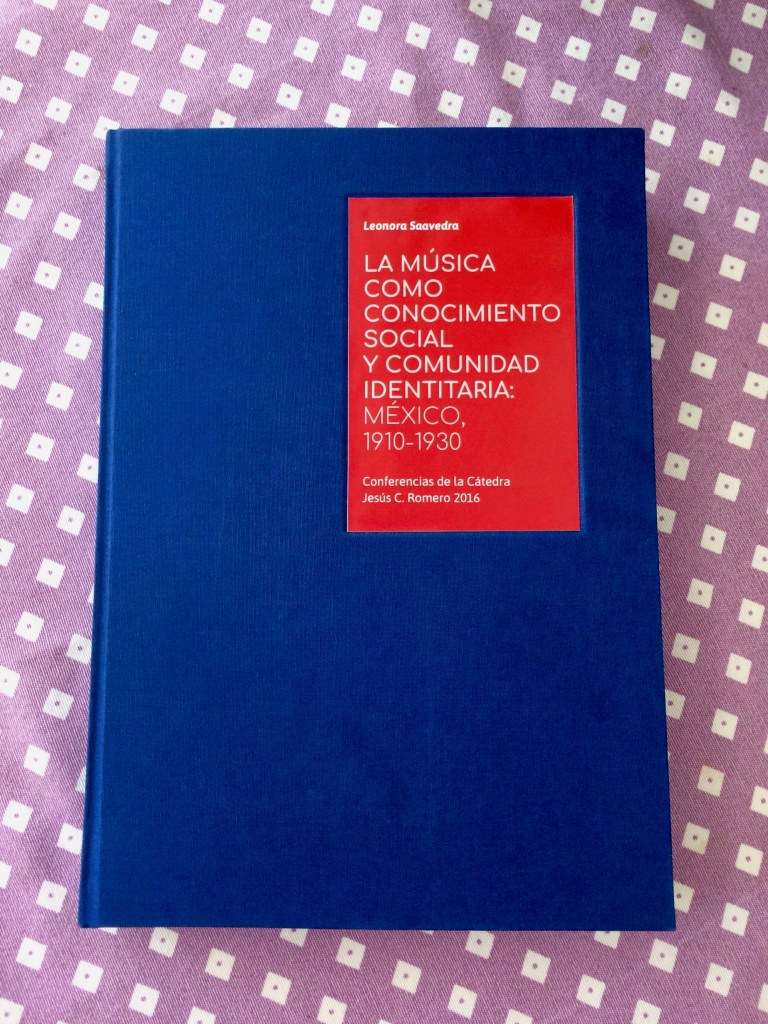 Leonora Saavedra
LA MÚSICA
COMO
CONOCIMIENTO
SOCIAL
Y COMUNIDAD
IDENTITARIA:
MÉXICO,
1910-1930
Conferencias de la Cátedra
Jesús C. Romero 2016